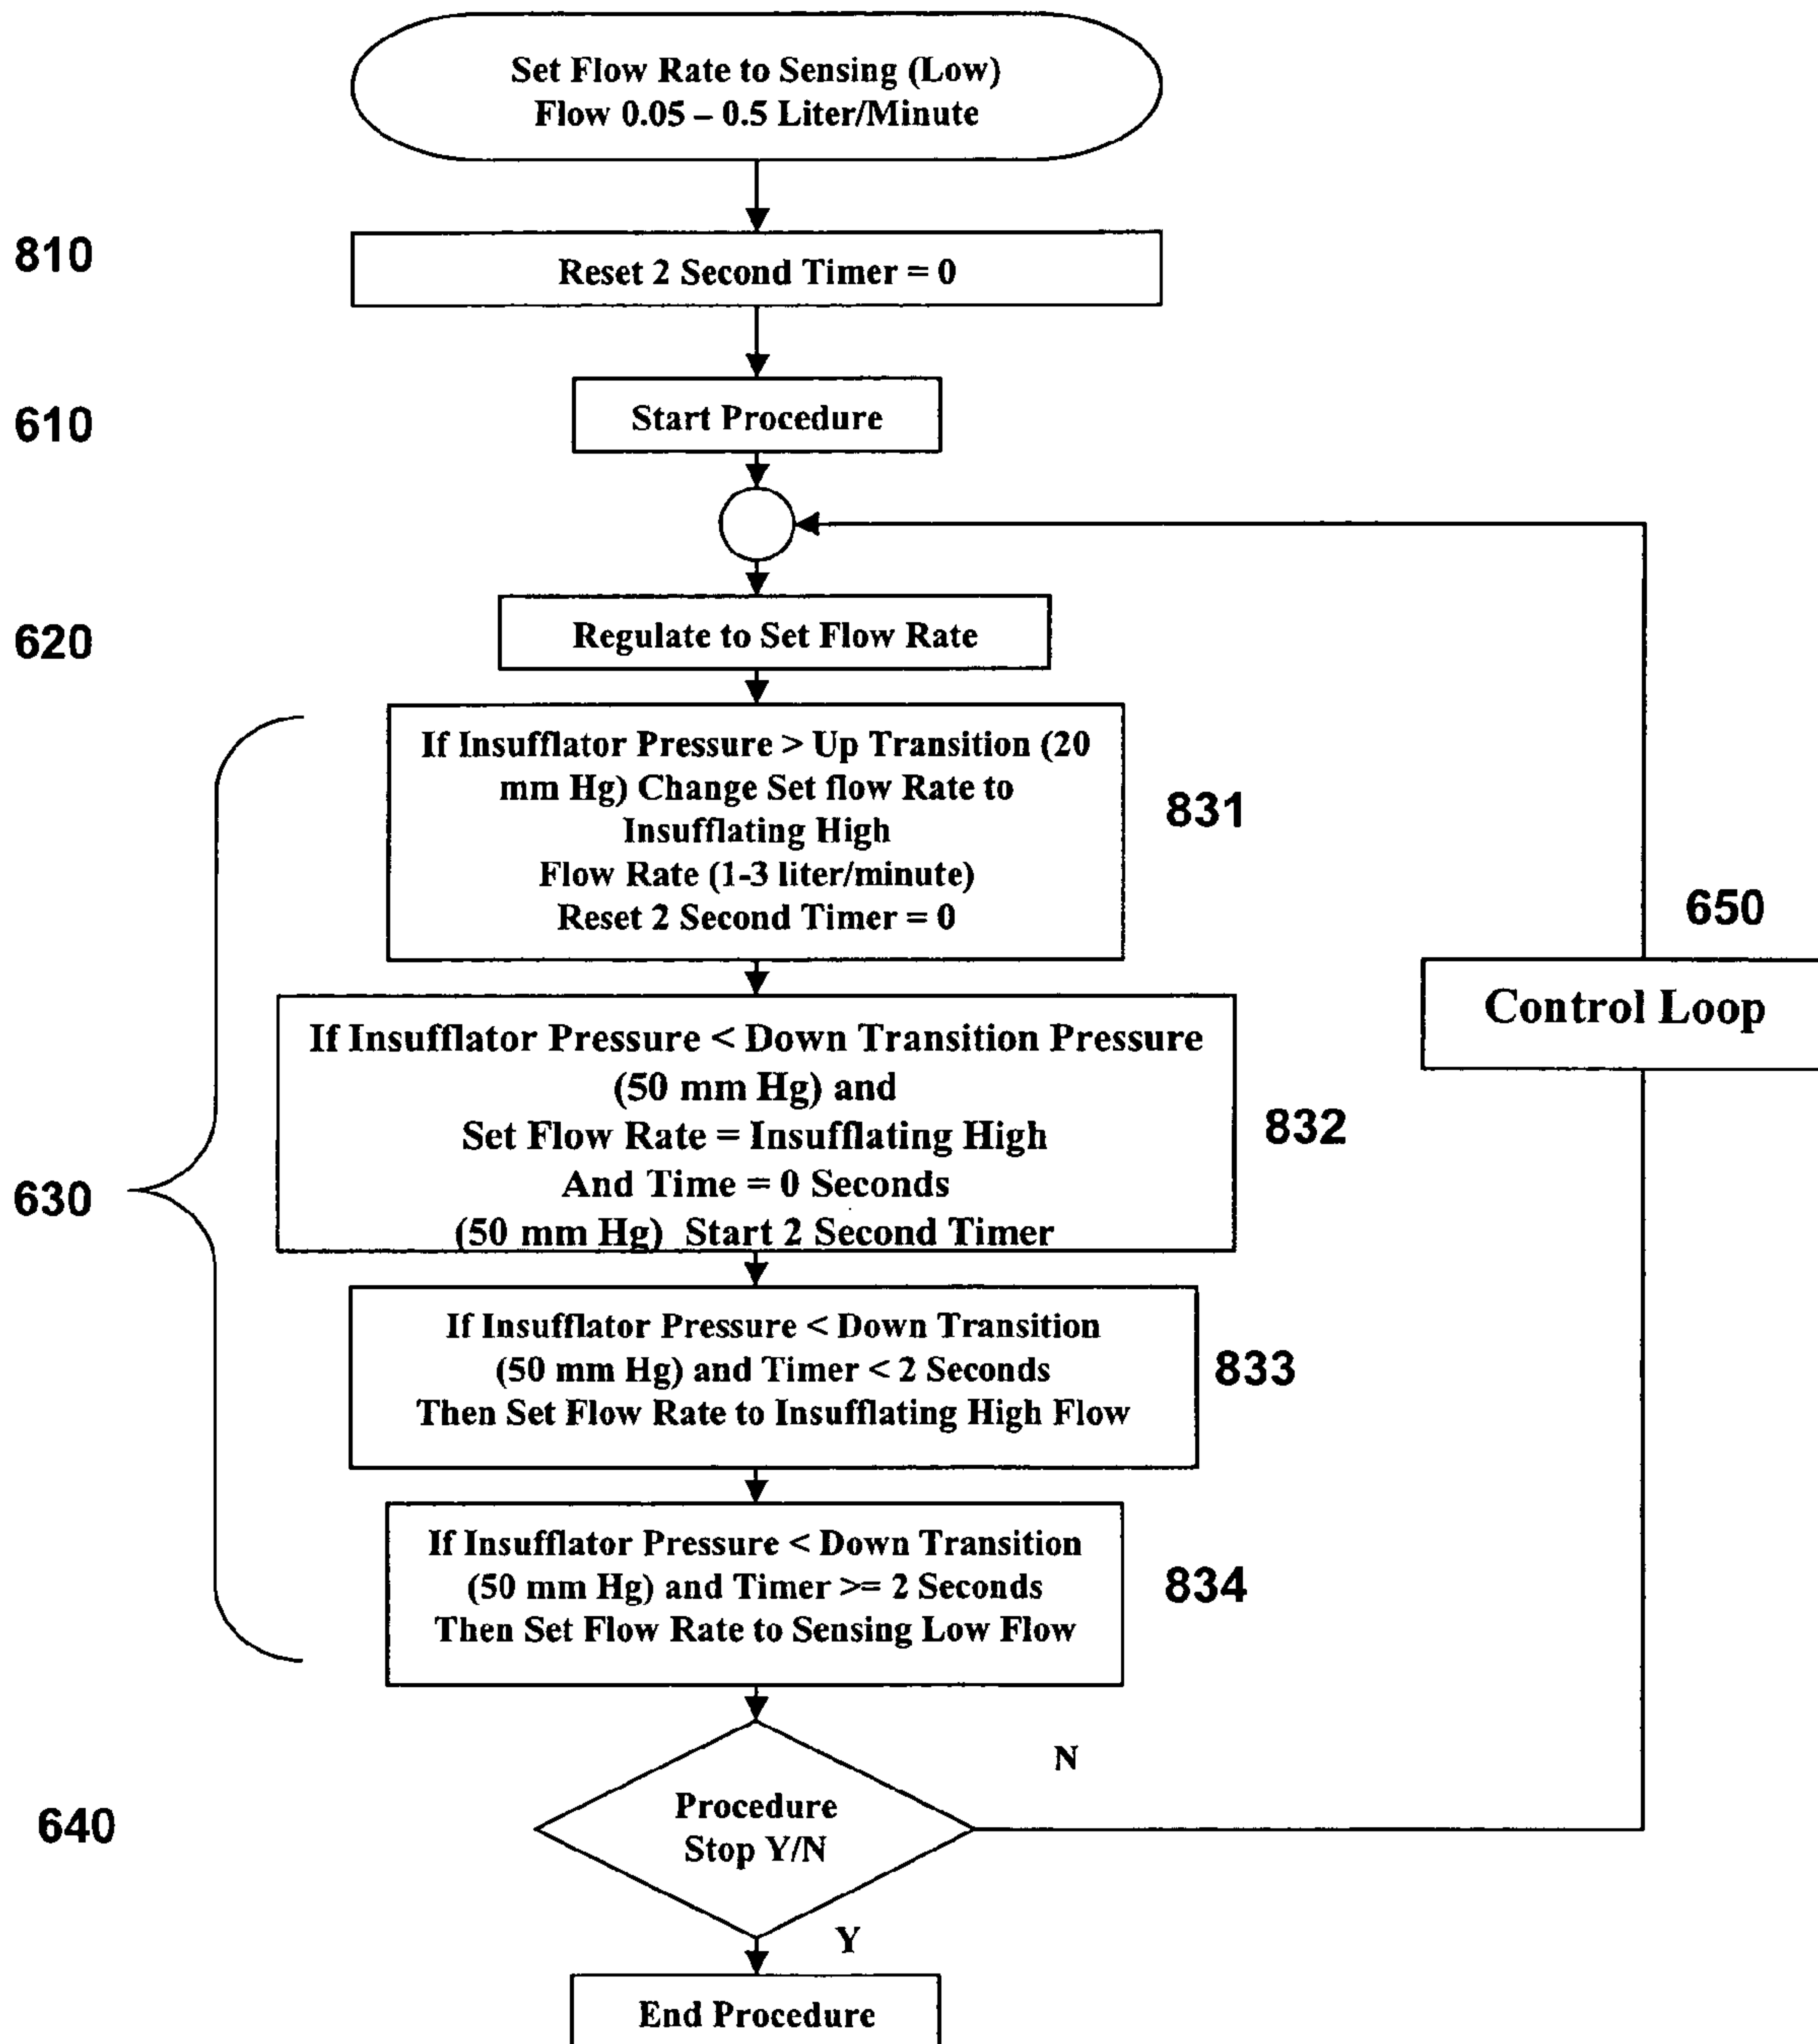 Set Flow Rate to Sensing (Low)
Flow 0.05 – 0.5 Liter/Minute
810
Reset 2 Second Timer = 0
610
Start Procedure
620
Regulate to Set Flow Rate
If Insufflator Pressure > Up Transition (20
mm Hg) Change Set flow Rate to
Insufflating High
Flow Rate (1-3 liter/minute)
Reset 2 Second Timer = 0
831
650
Control Loop
If Insufflator Pressure < Down Transition Pressure
(50 mm Hg) and
Set Flow Rate = Insufflating High
And Time = 0 Seconds
(50 mm Hg) Start 2 Second Timer
832
630
If Insufflator Pressure < Down Transition
(50 mm Hg) and Timer < 2 Seconds
Then Set Flow Rate to Insufflating High Flow
833
If Insufflator Pressure < Down Transition
(50 mm Hg) and Timer >= 2 Seconds
Then Set Flow Rate to Sensing Low Flow
834
N
640
Procedure
Stop Y/N
Y
End Procedure